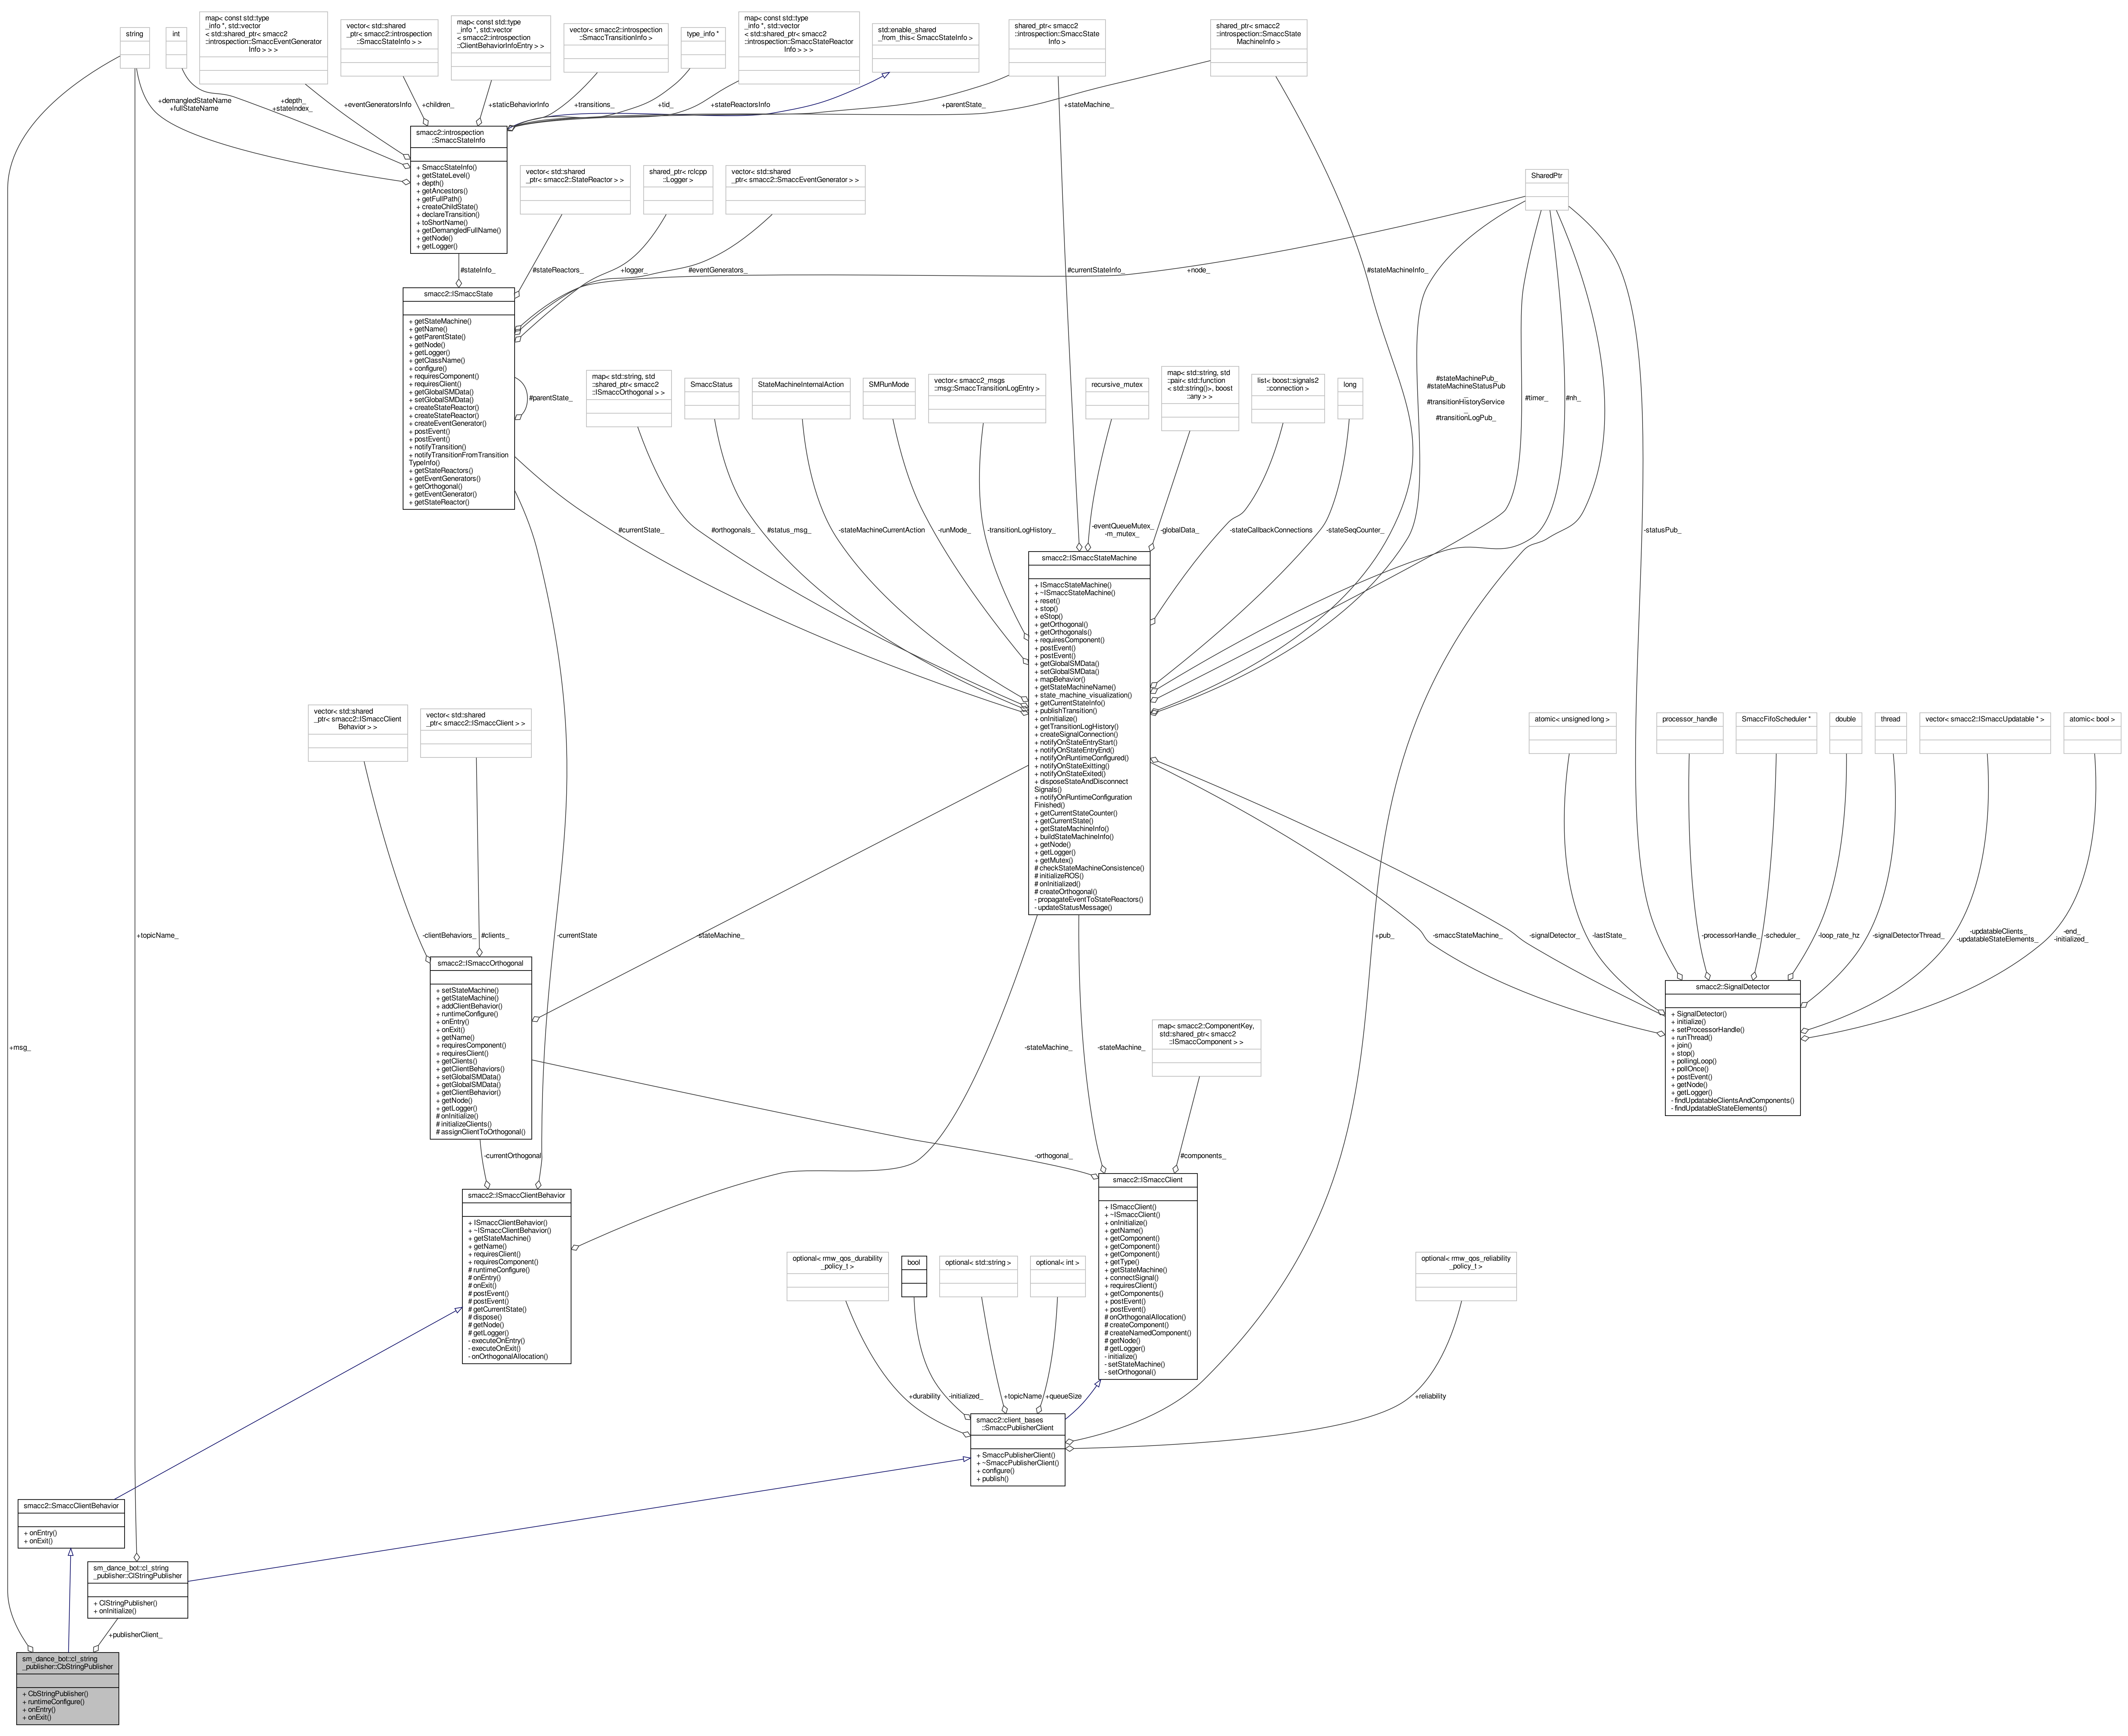 string
int
map< const std::type
_info *, std::vector
< std::shared_ptr< smacc2
::introspection::SmaccEventGenerator
Info > > >
vector< std::shared
_ptr< smacc2::introspection
::SmaccStateInfo > >
map< const std::type
_info *, std::vector
< smacc2::introspection
::ClientBehaviorInfoEntry > >
vector< smacc2::introspection
::SmaccTransitionInfo >
type_info *
map< const std::type
_info *, std::vector
< std::shared_ptr< smacc2
::introspection::SmaccStateReactor
Info > > >
std::enable_shared
_from_this< SmaccStateInfo >
shared_ptr< smacc2
::introspection::SmaccState
Info >
shared_ptr< smacc2
::introspection::SmaccState
MachineInfo >
+demangledStateName
+fullStateName
+depth_
+stateIndex_
+eventGeneratorsInfo
+children_
+staticBehaviorInfo
+transitions_
+tid_
+stateReactorsInfo
+parentState_
+stateMachine_
smacc2::introspection
::SmaccStateInfo
+ SmaccStateInfo()
+ getStateLevel()
+ depth()
+ getAncestors()
+ getFullPath()
+ createChildState()
+ declareTransition()
+ toShortName()
+ getDemangledFullName()
+ getNode()
+ getLogger()
vector< std::shared
_ptr< smacc2::StateReactor > >
shared_ptr< rclcpp
::Logger >
vector< std::shared
_ptr< smacc2::SmaccEventGenerator > >
SharedPtr
#stateInfo_
#stateReactors_
+logger_
#eventGenerators_
#currentStateInfo_
+node_
#stateMachineInfo_
smacc2::ISmaccState
+ getStateMachine()
+ getName()
+ getParentState()
+ getNode()
+ getLogger()
+ getClassName()
+ configure()
+ requiresComponent()
+ requiresClient()
+ getGlobalSMData()
+ setGlobalSMData()
+ createStateReactor()
+ createStateReactor()
+ createEventGenerator()
+ postEvent()
+ postEvent()
+ notifyTransition()
+ notifyTransitionFromTransition
TypeInfo()
+ getStateReactors()
+ getEventGenerators()
+ getOrthogonal()
+ getEventGenerator()
+ getStateReactor()
#parentState_
map< std::string, std
::shared_ptr< smacc2
::ISmaccOrthogonal > >
SmaccStatus
StateMachineInternalAction
SMRunMode
vector< smacc2_msgs
::msg::SmaccTransitionLogEntry >
recursive_mutex
map< std::string, std
::pair< std::function
< std::string()>, boost
::any > >
list< boost::signals2
::connection >
long
#stateMachinePub_
#stateMachineStatusPub
_
#transitionHistoryService
_
#transitionLogPub_
#timer_
#nh_
#currentState_
#orthogonals_
#status_msg_
-stateMachineCurrentAction
-runMode_
-transitionLogHistory_
-eventQueueMutex_
-m_mutex_
-globalData_
-stateCallbackConnections
-stateSeqCounter_
-statusPub_
smacc2::ISmaccStateMachine
+ ISmaccStateMachine()
+ ~ISmaccStateMachine()
+ reset()
+ stop()
+ eStop()
+ getOrthogonal()
+ getOrthogonals()
+ requiresComponent()
+ postEvent()
+ postEvent()
+ getGlobalSMData()
+ setGlobalSMData()
+ mapBehavior()
+ getStateMachineName()
+ state_machine_visualization()
+ getCurrentStateInfo()
+ publishTransition()
+ onInitialize()
+ getTransitionLogHistory()
+ createSignalConnection()
+ notifyOnStateEntryStart()
+ notifyOnStateEntryEnd()
+ notifyOnRuntimeConfigured()
+ notifyOnStateExitting()
+ notifyOnStateExited()
+ disposeStateAndDisconnect
Signals()
+ notifyOnRuntimeConfiguration
Finished()
+ getCurrentStateCounter()
+ getCurrentState()
+ getStateMachineInfo()
+ buildStateMachineInfo()
+ getNode()
+ getLogger()
+ getMutex()
# checkStateMachineConsistence()
# initializeROS()
# onInitialized()
# createOrthogonal()
- propagateEventToStateReactors()
- updateStatusMessage()
vector< std::shared
_ptr< smacc2::ISmaccClient
Behavior > >
vector< std::shared
_ptr< smacc2::ISmaccClient > >
atomic< unsigned long >
processor_handle
SmaccFifoScheduler *
double
thread
vector< smacc2::ISmaccUpdatable * >
atomic< bool >
+topicName_
-clientBehaviors_
#clients_
-currentState
-stateMachine_
+pub_
-smaccStateMachine_
-signalDetector_
-lastState_
-processorHandle_
-scheduler_
-loop_rate_hz
-signalDetectorThread_
-updatableClients_
-updatableStateElements_
-end_
-initialized_
smacc2::ISmaccOrthogonal
+ setStateMachine()
+ getStateMachine()
+ addClientBehavior()
+ runtimeConfigure()
+ onEntry()
+ onExit()
+ getName()
+ requiresComponent()
+ requiresClient()
+ getClients()
+ getClientBehaviors()
+ setGlobalSMData()
+ getGlobalSMData()
+ getClientBehavior()
+ getNode()
+ getLogger()
# onInitialize()
# initializeClients()
# assignClientToOrthogonal()
smacc2::SignalDetector
+ SignalDetector()
+ initialize()
+ setProcessorHandle()
+ runThread()
+ join()
+ stop()
+ pollingLoop()
+ pollOnce()
+ postEvent()
+ getNode()
+ getLogger()
- findUpdatableClientsAndComponents()
- findUpdatableStateElements()
map< smacc2::ComponentKey,
std::shared_ptr< smacc2
::ISmaccComponent > >
+msg_
-stateMachine_
-stateMachine_
-currentOrthogonal
-orthogonal_
#components_
smacc2::ISmaccClientBehavior
+ ISmaccClientBehavior()
+ ~ISmaccClientBehavior()
+ getStateMachine()
+ getName()
+ requiresClient()
+ requiresComponent()
# runtimeConfigure()
# onEntry()
# onExit()
# postEvent()
# postEvent()
# getCurrentState()
# dispose()
# getNode()
# getLogger()
- executeOnEntry()
- executeOnExit()
- onOrthogonalAllocation()
smacc2::ISmaccClient
+ ISmaccClient()
+ ~ISmaccClient()
+ onInitialize()
+ getName()
+ getComponent()
+ getComponent()
+ getComponent()
+ getType()
+ getStateMachine()
+ connectSignal()
+ requiresClient()
+ getComponents()
+ postEvent()
+ postEvent()
# onOrthogonalAllocation()
# createComponent()
# createNamedComponent()
# getNode()
# getLogger()
- initialize()
- setStateMachine()
- setOrthogonal()
optional< rmw_qos_durability
_policy_t >
bool
optional< std::string >
optional< int >
optional< rmw_qos_reliability
_policy_t >
+durability
-initialized_
+topicName
+queueSize
+reliability
smacc2::client_bases
::SmaccPublisherClient
+ SmaccPublisherClient()
+ ~SmaccPublisherClient()
+ configure()
+ publish()
smacc2::SmaccClientBehavior
+ onEntry()
+ onExit()
sm_dance_bot::cl_string
_publisher::ClStringPublisher
+ ClStringPublisher()
+ onInitialize()
+publisherClient_
sm_dance_bot::cl_string
_publisher::CbStringPublisher
+ CbStringPublisher()
+ runtimeConfigure()
+ onEntry()
+ onExit()